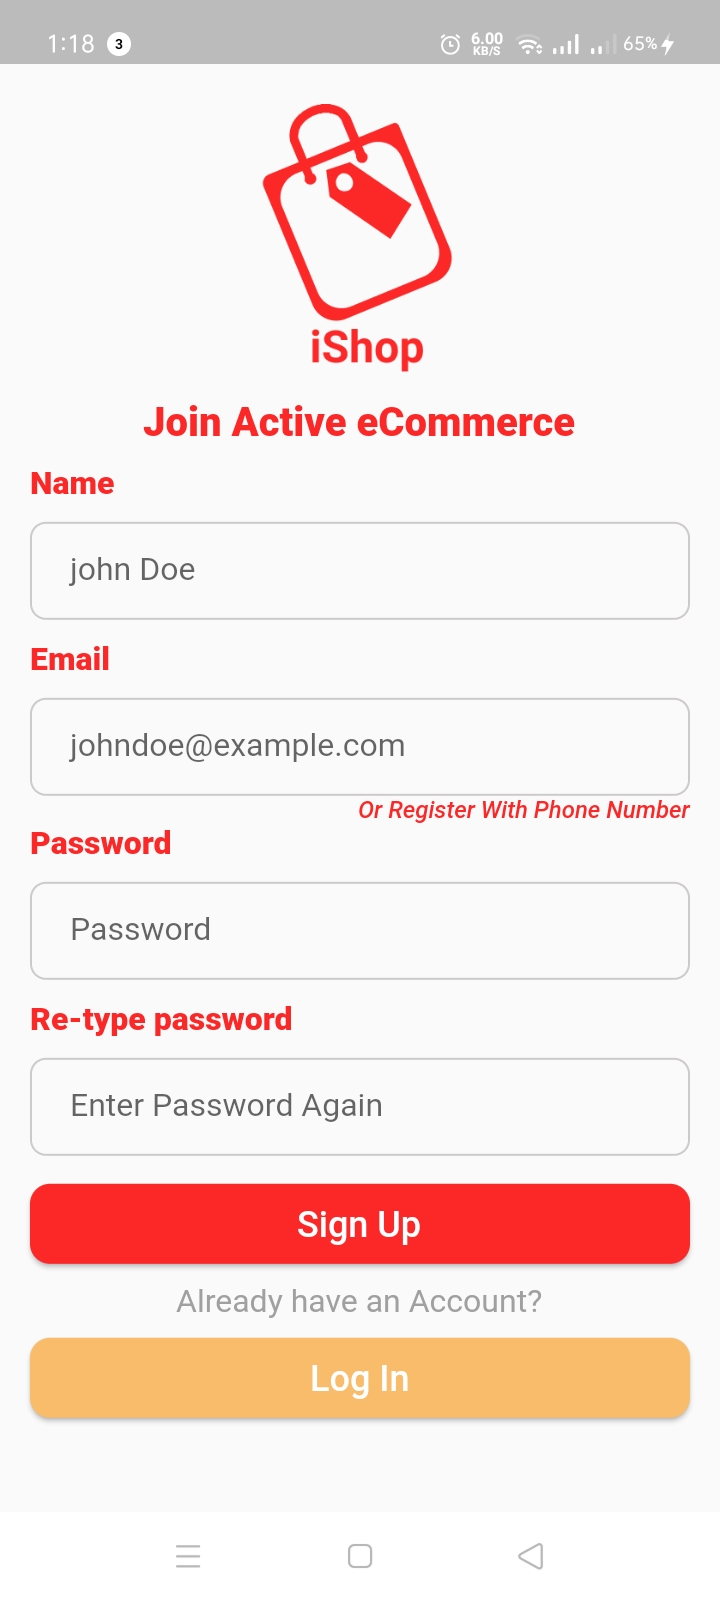 1:18 3 6.00 KB/S 65%
iShop
Join Active eCommerce
Name
john Doe
Email
johndoe@example.com
Or Register With Phone Number
Password
Password
Re-type password
Enter Password Again
Sign Up
Already have an Account?
Log In